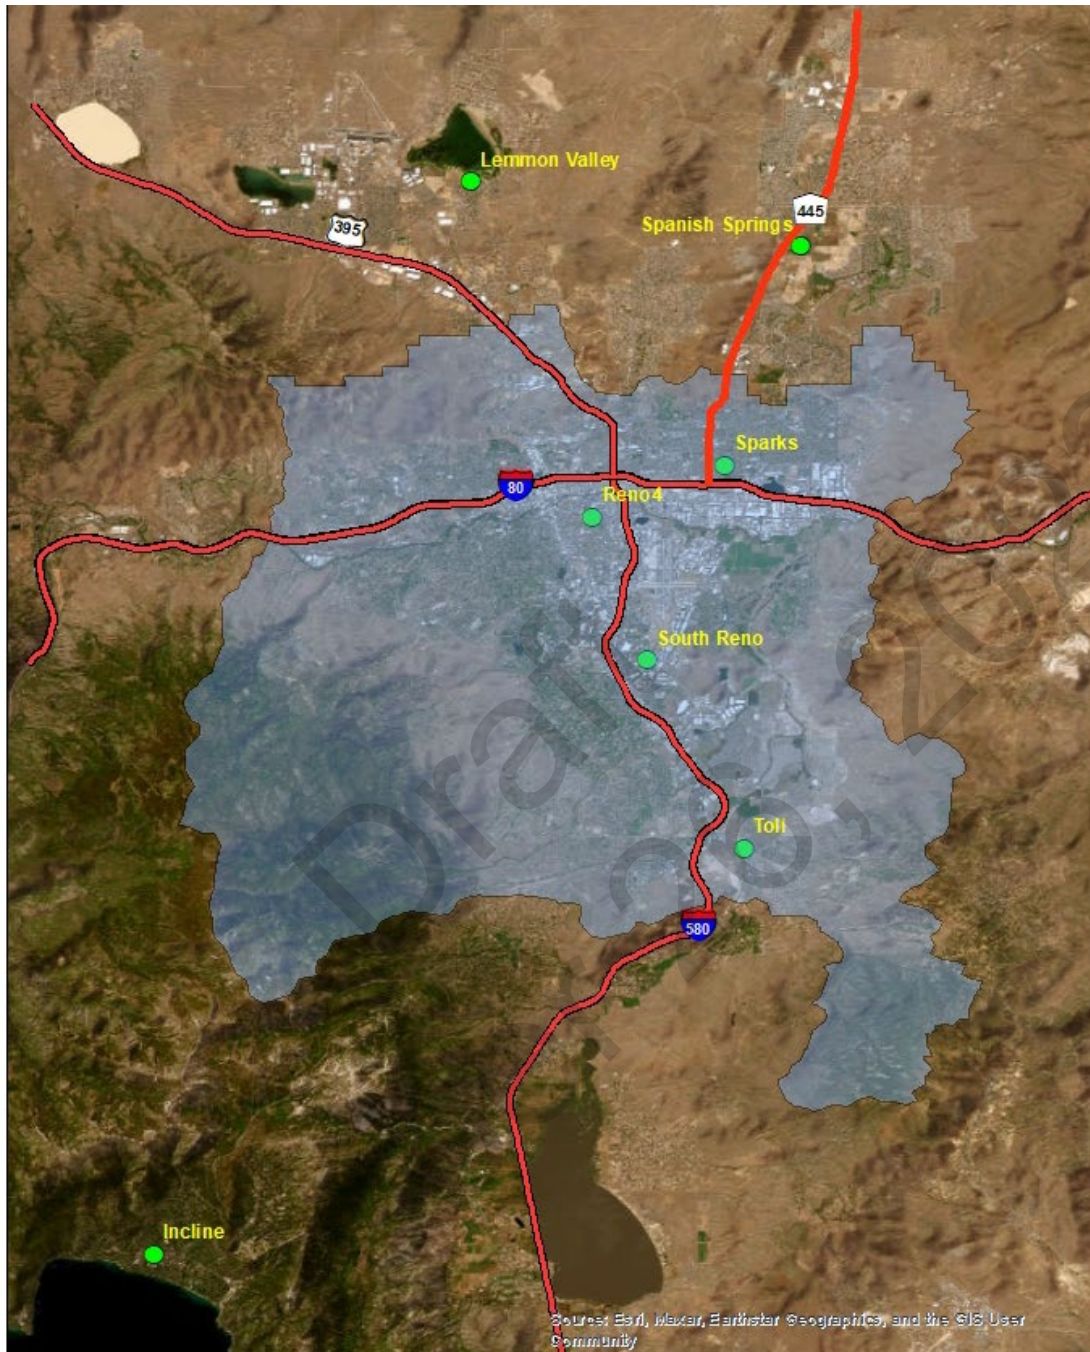 Lemmon Valley
445
Spanish Springs
395
Sparks
80
Reno4
South Reno
Toll
580
Incline
Source: Esri, Maxar, Earthstar Geographics, and the GIS User
Community
Draft